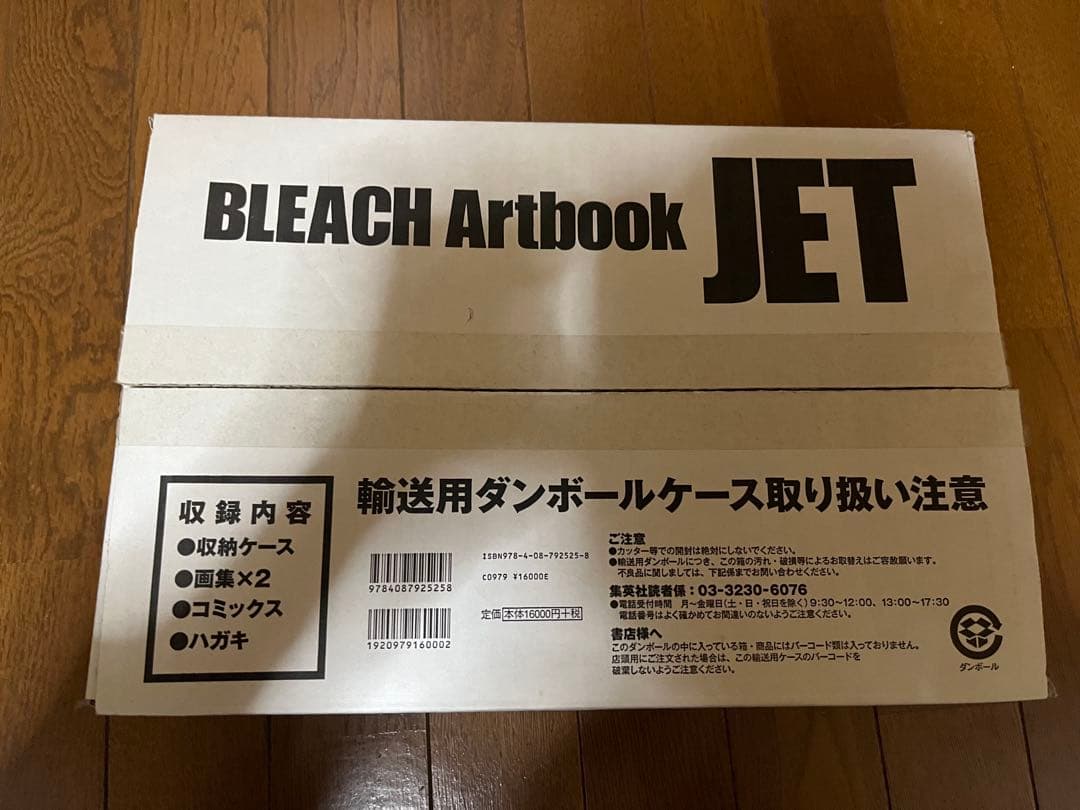 BLEACH Artbook JET
輸送用ダンボールケース取り扱い注意
収録内容
●収納ケース
●画集×2
●コミックス
●ハガキ
9784087925258
1920979160002
ISBN978-4-08-792525-8
C0979 ¥16000E
定価 本体16000円+税
ご注意
●カッター等での開封は絶対にしないでください。
●輸送用ダンボールにつき、この箱の汚れ・破損等によるお取替えはご容赦願います。
不良品に関しましては、下記係までお問い合わせください。
集英社読者係:03-3230-6076
●電話受付時間 月~金曜日(土・日・祝日を除く)9:30~12:00、13:00~17:30
電話番号はよく確かめてお間違いのないようご注意ください。
書店様へ
このダンボールの中に入っている箱・商品にはバーコード類は入っておりません。
店頭用にご注文された場合は、この輸送用ケースのバーコードを
破棄しないようご注意ください。
ダンボール